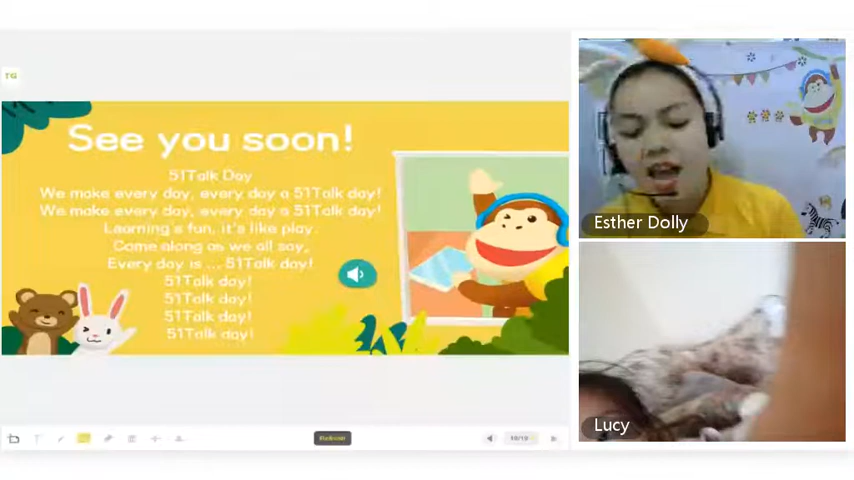 TG
See you soon!
51Talk Day
We make every day, every day a 51Talk day!
We make every day, every day a 51Talk day!
Learning's fun, it's like play.
Come along as we all say,
Every day is ... 51Talk day!
51Talk day!
51Talk day!
51Talk day!
51Talk day!
Esther Dolly
Lucy